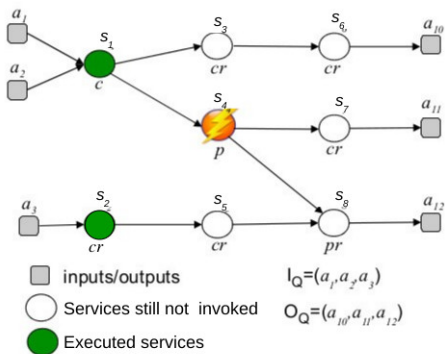 a1
s1
s3
s6
a10
cr
cr
a2
c
s4
s7
a11
p
cr
a3
s2
s5
s8
a12
cr
cr
pr
inputs/outputs
IQ=(a1,a2,a3)
Services still not invoked
OQ=(a10,a11,a12)
Executed services